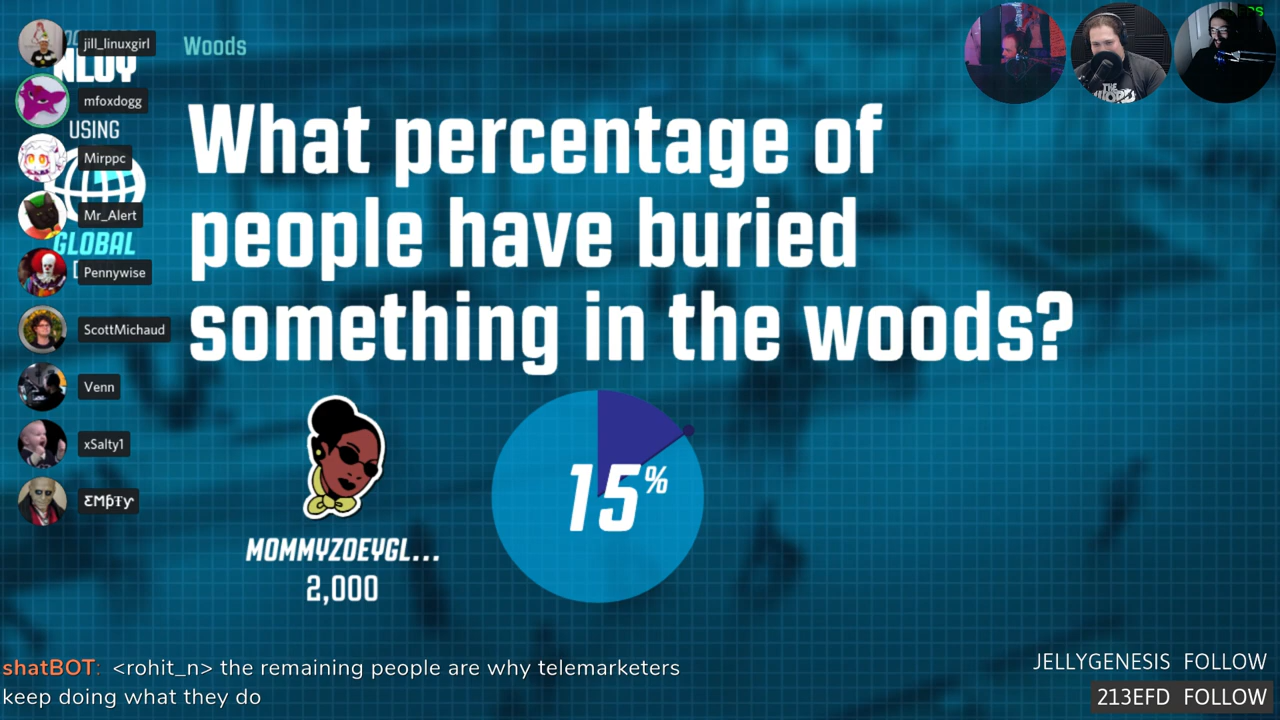 jill_linuxgirl
Woods
mfoxdogg
USING
Mirppc
Mr_Alert
GLOBAL
Pennywise
ScottMichaud
Venn
xSalty1
ƐMϸŦƴ
What percentage of
people have buried
something in the woods?
15%
MOMMYZOEYGL...
2,000
shatBOT: <rohit_n> the remaining people are why telemarketers
keep doing what they do
JELLYGENESIS FOLLOW
213EFD FOLLOW